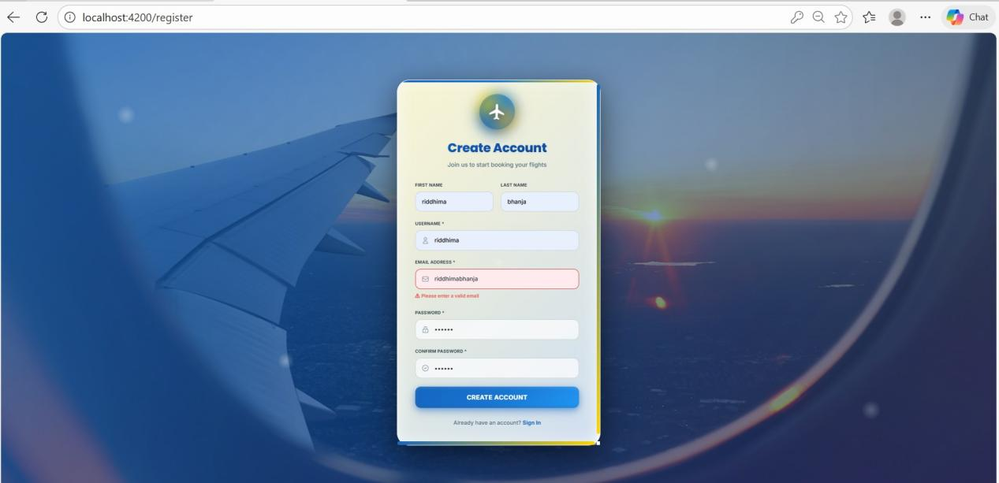 localhost:4200/register
Chat
Create Account
Join us to start booking your flights
FIRST NAME LAST NAME
riddhima bhanja
USERNAME *
riddhima
EMAIL ADDRESS *
riddhimabhanja
Please enter a valid email
PASSWORD *
••••••
CONFIRM PASSWORD *
••••••
CREATE ACCOUNT
Already have an account? Sign In